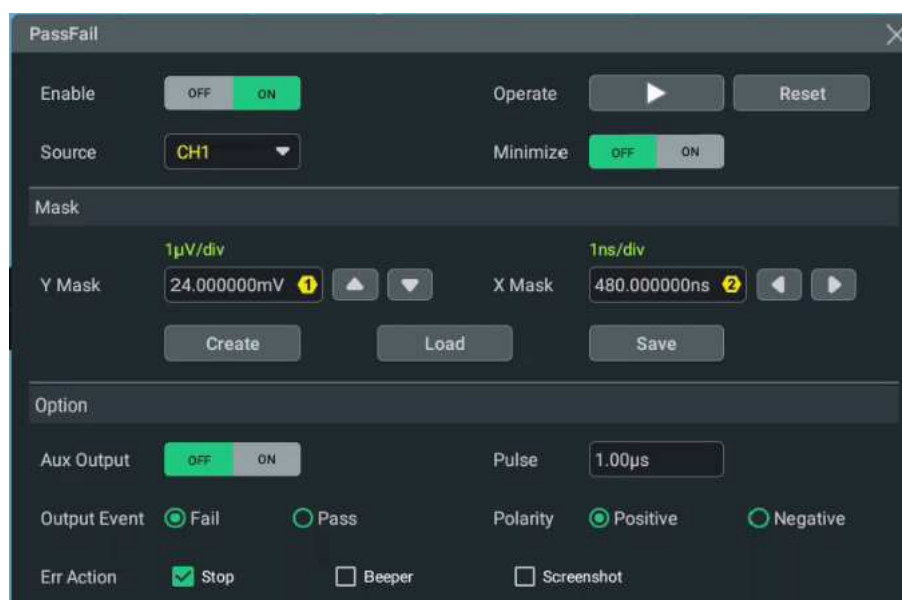 PassFail
Enable OFF ON Operate Reset
Source CH1 Minimize OFF ON
Mask
1μV/div 1ns/div
Y Mask 24.000000mV 1 X Mask 480.000000ns 2
Create Load Save
Option
Aux Output OFF ON Pulse 1.00μs
Output Event Fail Pass Polarity Positive Negative
Err Action Stop Beeper Screenshot